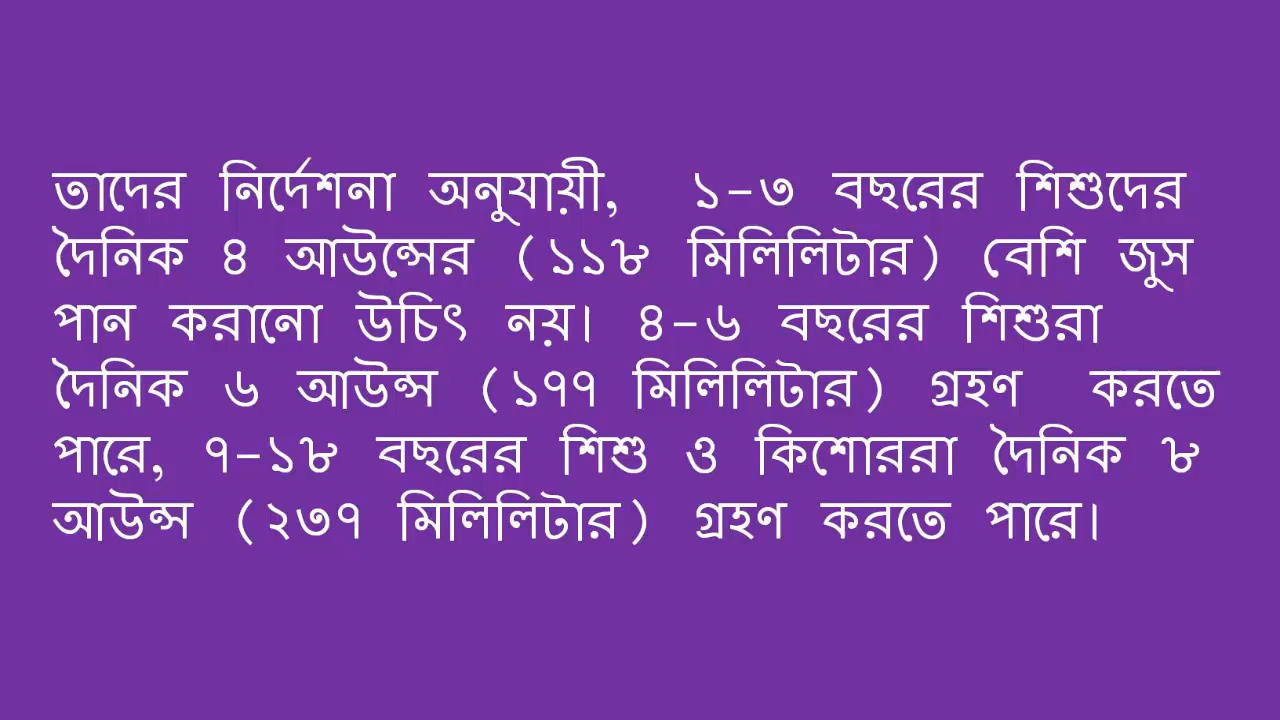 তাদের নির্দেশনা অনুযায়ী, ১-৩ বছরের শিশুদের
দৈনিক ৪ আউন্সের (১১৮ মিলিলিটার) বেশি জুস
পান করানো উচিৎ নয়। ৪-৬ বছরের শিশুরা
দৈনিক ৬ আউন্স (১৭৭ মিলিলিটার) গ্রহণ করতে
পারে, ৭-১৮ বছরের শিশু ও কিশোররা দৈনিক ৮
আউন্স (২৩৭ মিলিলিটার) গ্রহণ করতে পারে।